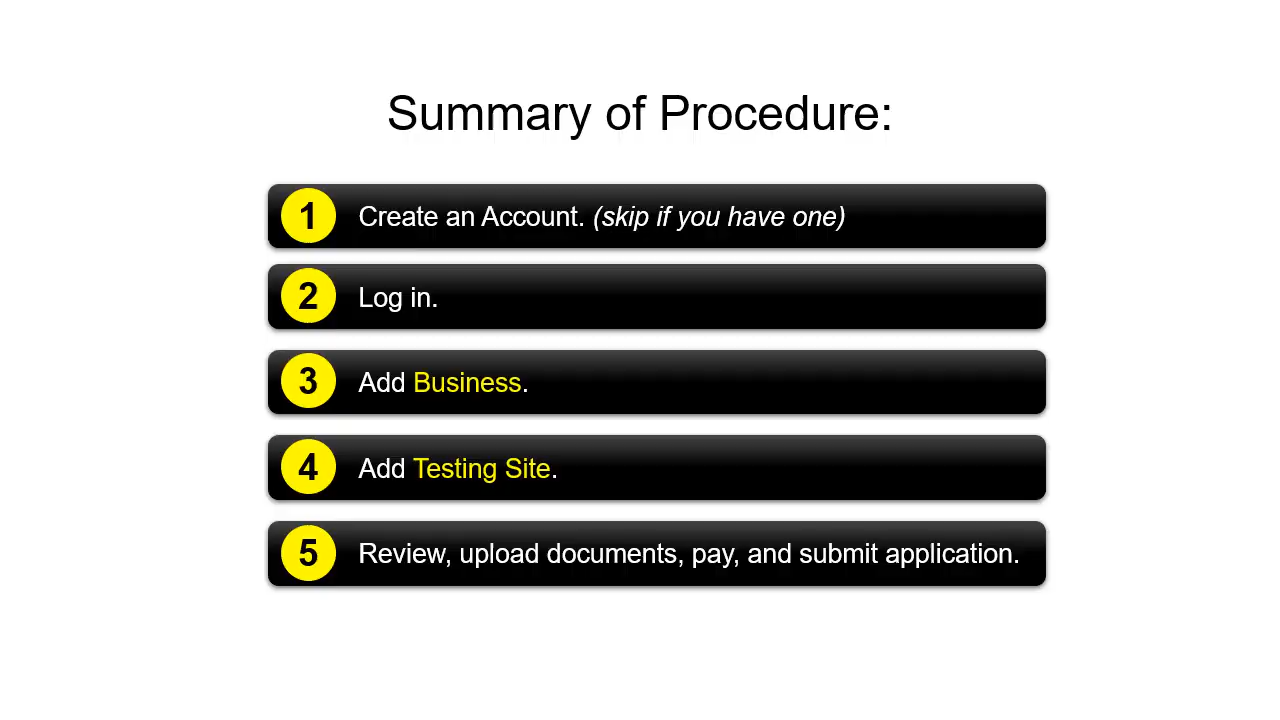 Summary of Procedure:
1 Create an Account. (skip if you have one)
2 Log in.
3 Add Business.
4 Add Testing Site.
5 Review, upload documents, pay, and submit application.